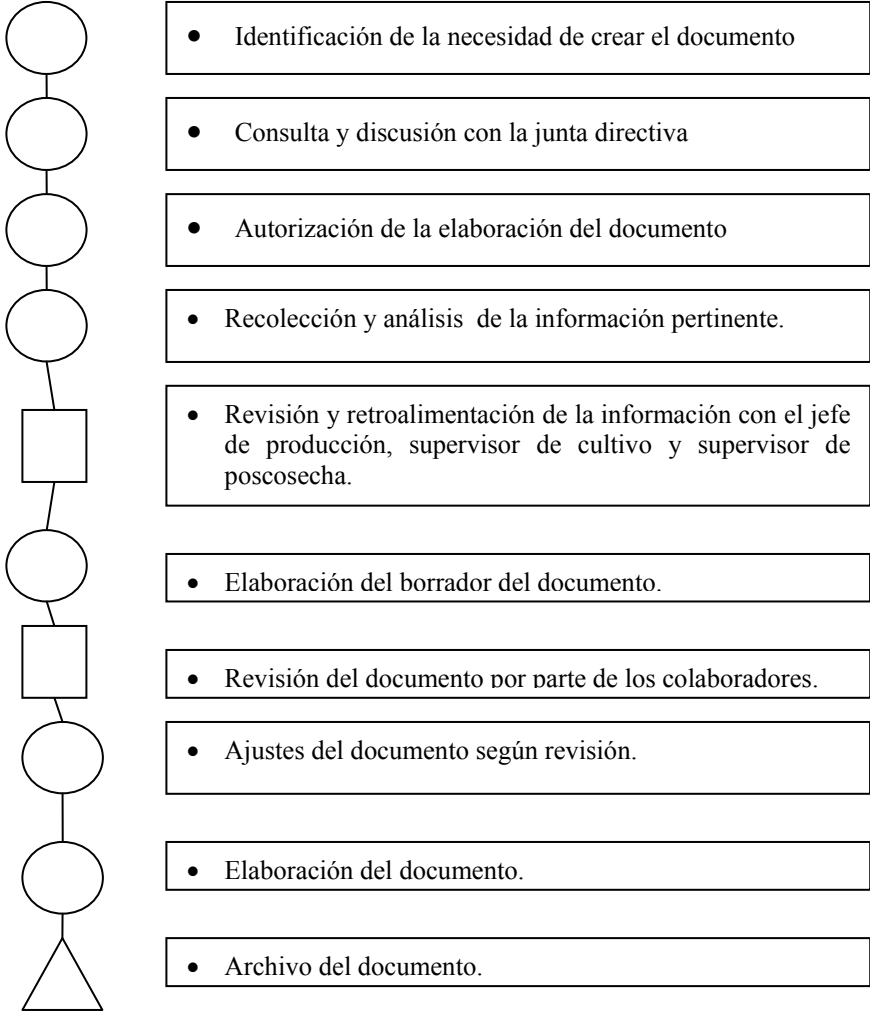 • Identificación de la necesidad de crear el documento
• Consulta y discusión con la junta directiva
• Autorización de la elaboración del documento
• Recolección y análisis de la información pertinente.
• Revisión y retroalimentación de la información con el jefe
de producción, supervisor de cultivo y supervisor de
poscosecha.
• Elaboración del borrador del documento.
• Revisión del documento por parte de los colaboradores.
• Ajustes del documento según revisión.
• Elaboración del documento.
• Archivo del documento.